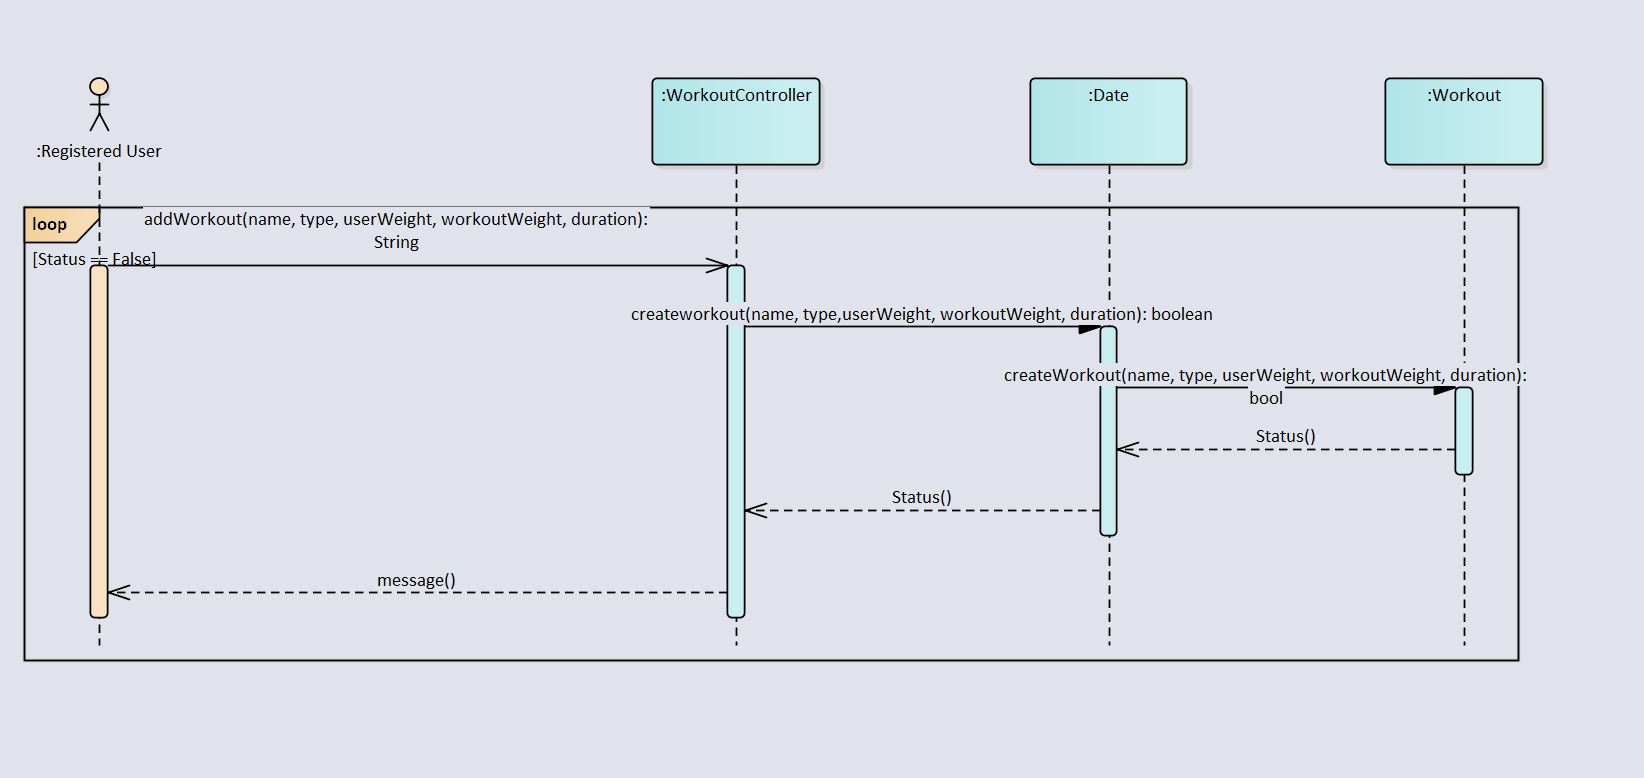 :WorkoutController
:Date
:Workout
:Registered User
loop
addWorkout(name, type, userWeight, workoutWeight, duration):
String
[Status == False]
createworkout(name, type,userWeight, workoutWeight, duration): boolean
createWorkout(name, type, userWeight, workoutWeight, duration):
bool
Status()
Status()
message()